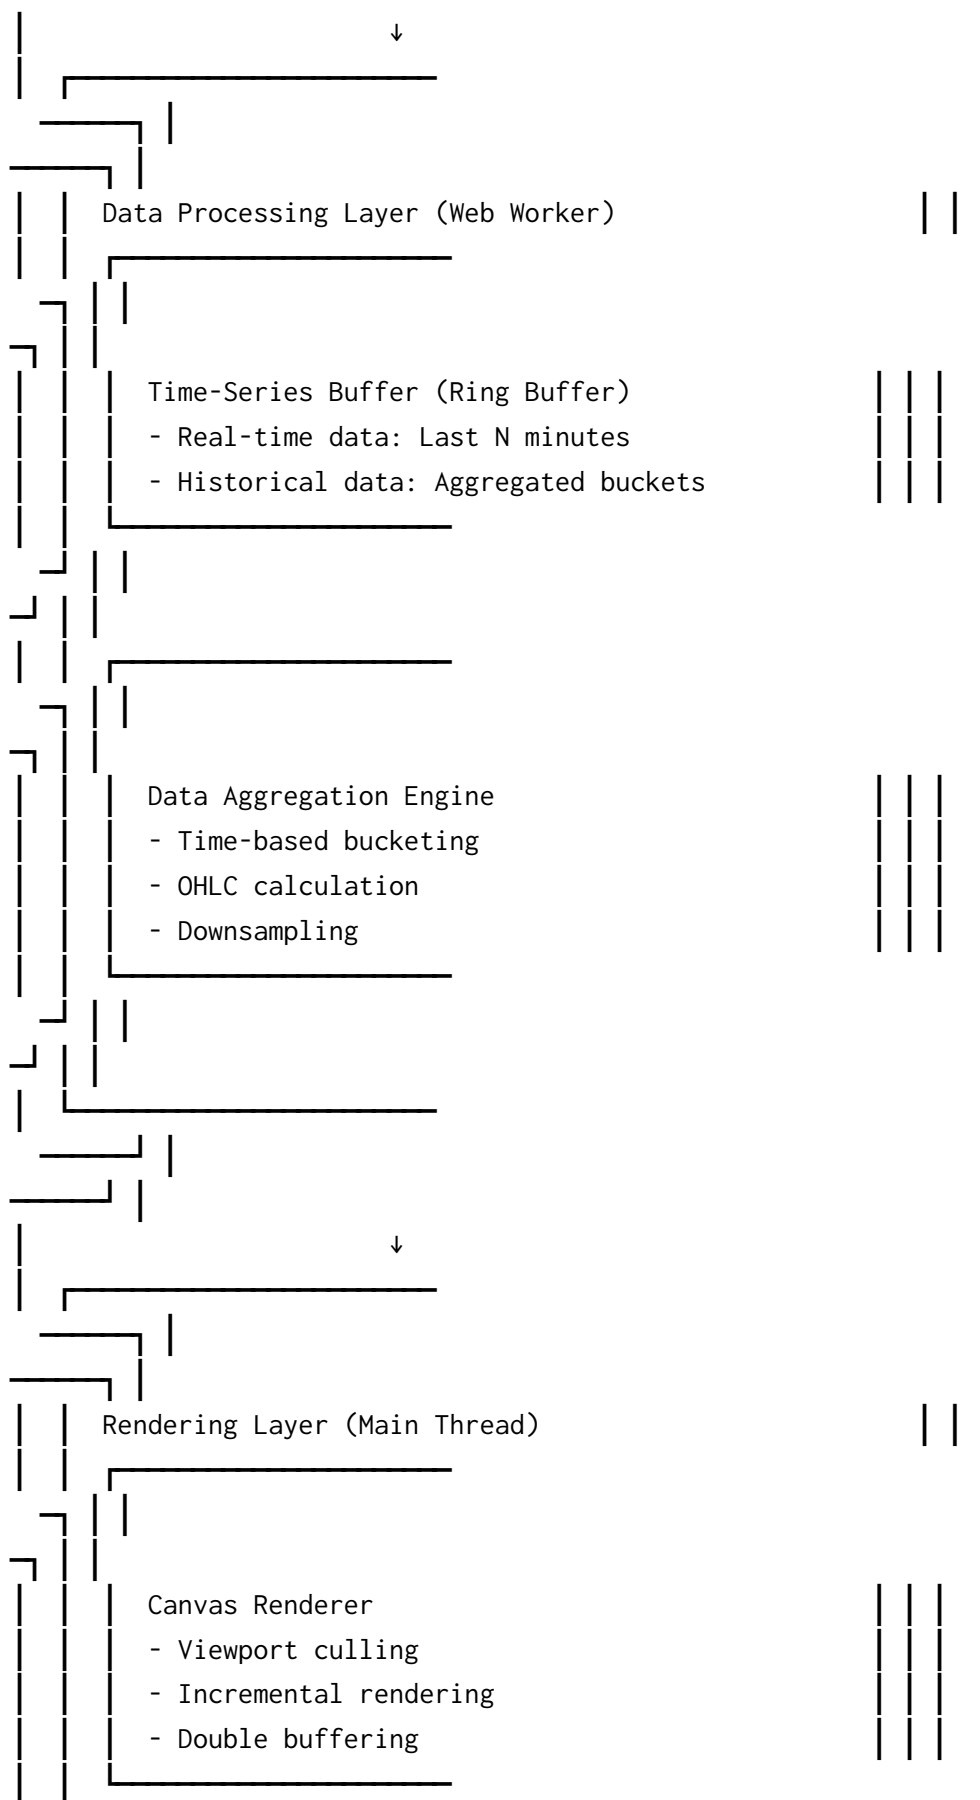 ↓
Data Processing Layer (Web Worker)
Time-Series Buffer (Ring Buffer)
- Real-time data: Last N minutes
- Historical data: Aggregated buckets
Data Aggregation Engine
- Time-based bucketing
- OHLC calculation
- Downsampling
↓
Rendering Layer (Main Thread)
Canvas Renderer
- Viewport culling
- Incremental rendering
- Double buffering